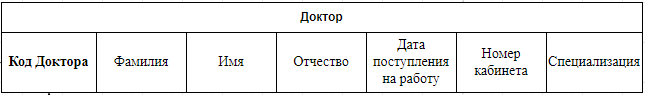 Доктор
Код Доктора
Фамилия
Имя
Отчество
Дата
поступления
на работу
Номер
кабинета
Специализация